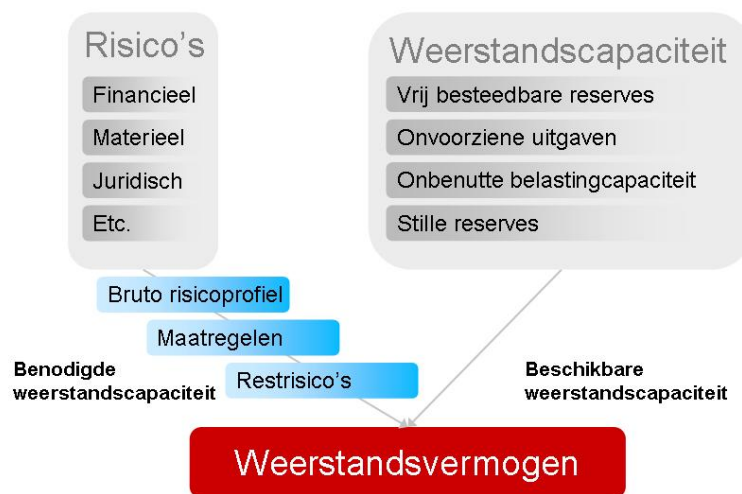 Risico's
Financieel
Materieel
Juridisch
Etc.
Weerstandscapaciteit
Vrij besteedbare reserves
Onvoorziene uitgaven
Onbenutte belastingcapaciteit
Stille reserves
Bruto risicoprofiel
Maatregelen
Restrisico's
Benodigde
weerstandscapaciteit
Beschikbare
weerstandscapaciteit
Weerstandsvermogen